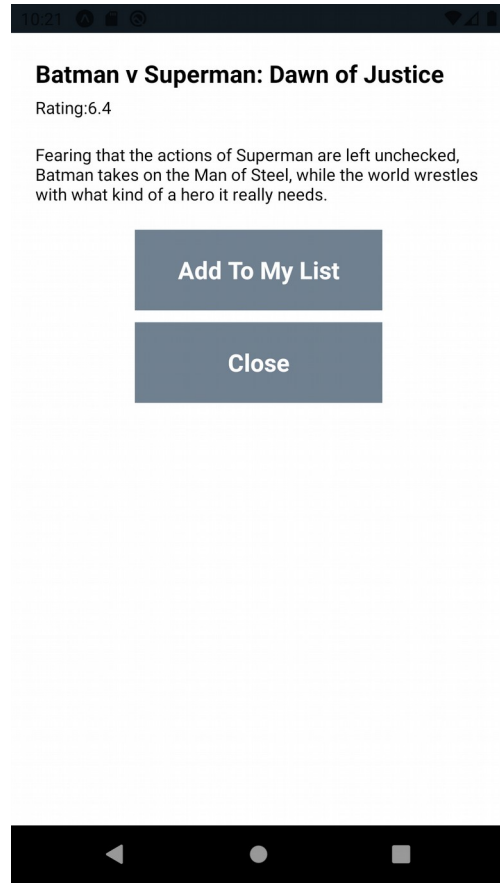 10:21
Batman v Superman: Dawn of Justice
Rating:6.4
Fearing that the actions of Superman are left unchecked,
Batman takes on the Man of Steel, while the world wrestles
with what kind of a hero it really needs.
Add To My List
Close